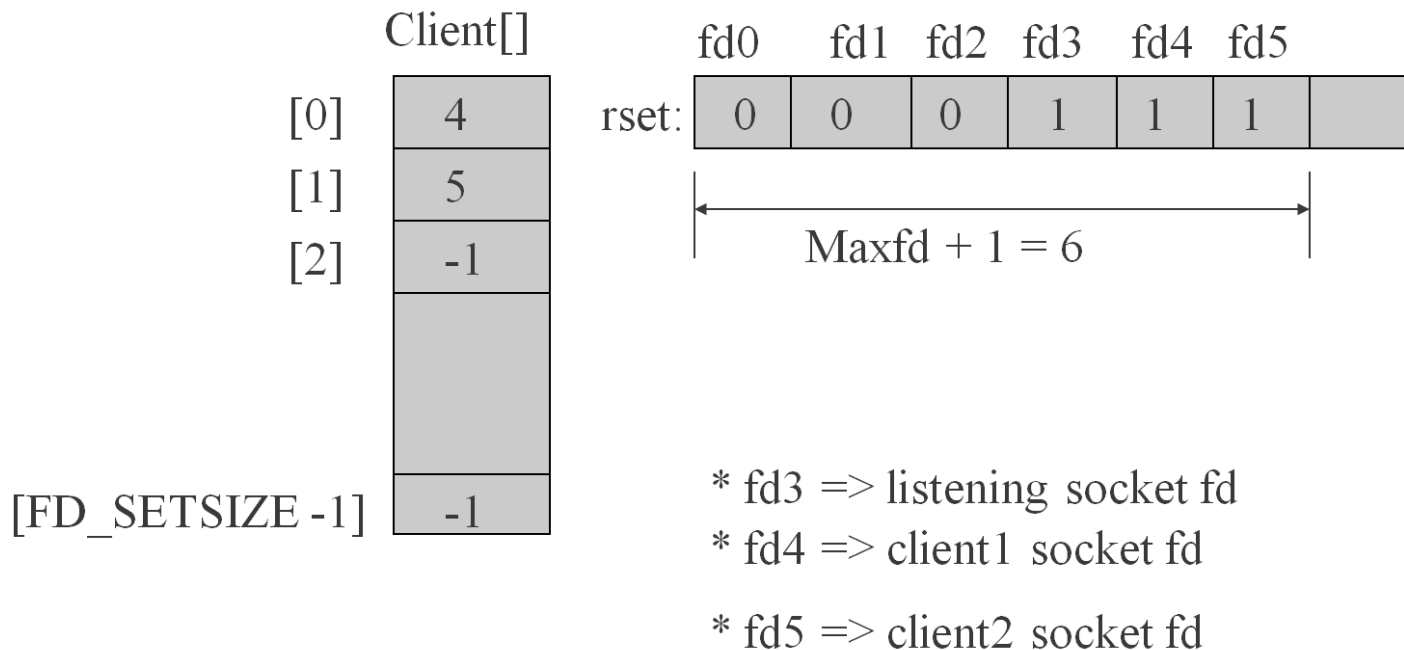 Client[]
[0] 4
[1] 5
[2] -1
[FD_SETSIZE -1] -1
fd0 fd1 fd2 fd3 fd4 fd5
rset: 0 0 0 1 1 1
Maxfd + 1 = 6
* fd3 => listening socket fd
* fd4 => client1 socket fd
* fd5 => client2 socket fd